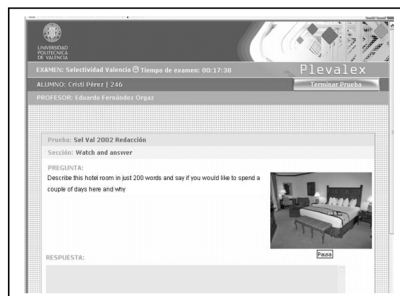 UNIVERSIDAD
POLITECNICA
DE VALENCIA
EXAMEN: Selectividad Valencia Tiempo de examen: 00:17:30
Plevalex
ALUMNO: Cristi Pérez | 246
Terminar Prueba
PROFESOR: Eduardo Fernández Orgaz
Prueba: Sel Val 2002 Redacción
Sección: Watch and answer
PREGUNTA:
Describe this hotel room in just 200 words and say if you would like to spend a
couple of days here and why
Pausa
RESPUESTA: